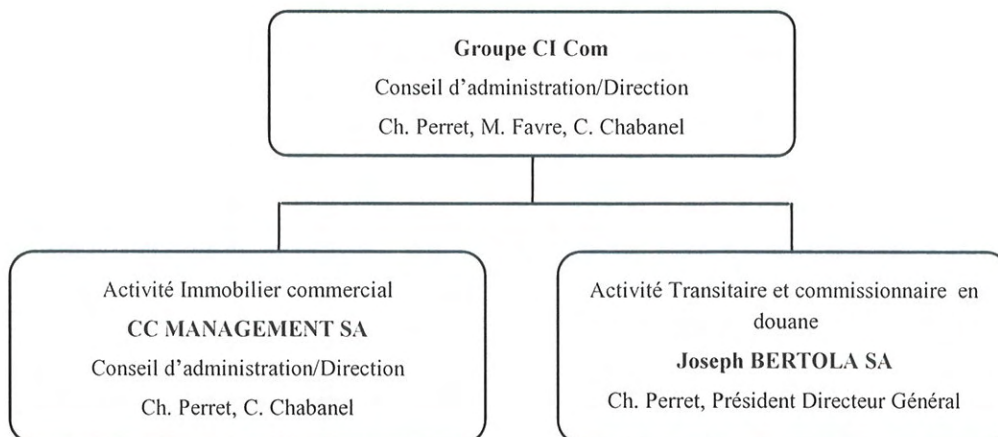 Groupe CI Com
Conseil d'administration/Direction
Ch. Perret, M. Favre, C. Chabanel
Activité Immobilier commercial
CC MANAGEMENT SA
Conseil d'administration/Direction
Ch. Perret, C. Chabanel
Activité Transitaire et commissionnaire en
douane
Joseph BERTOLA SA
Ch. Perret, Président Directeur Général